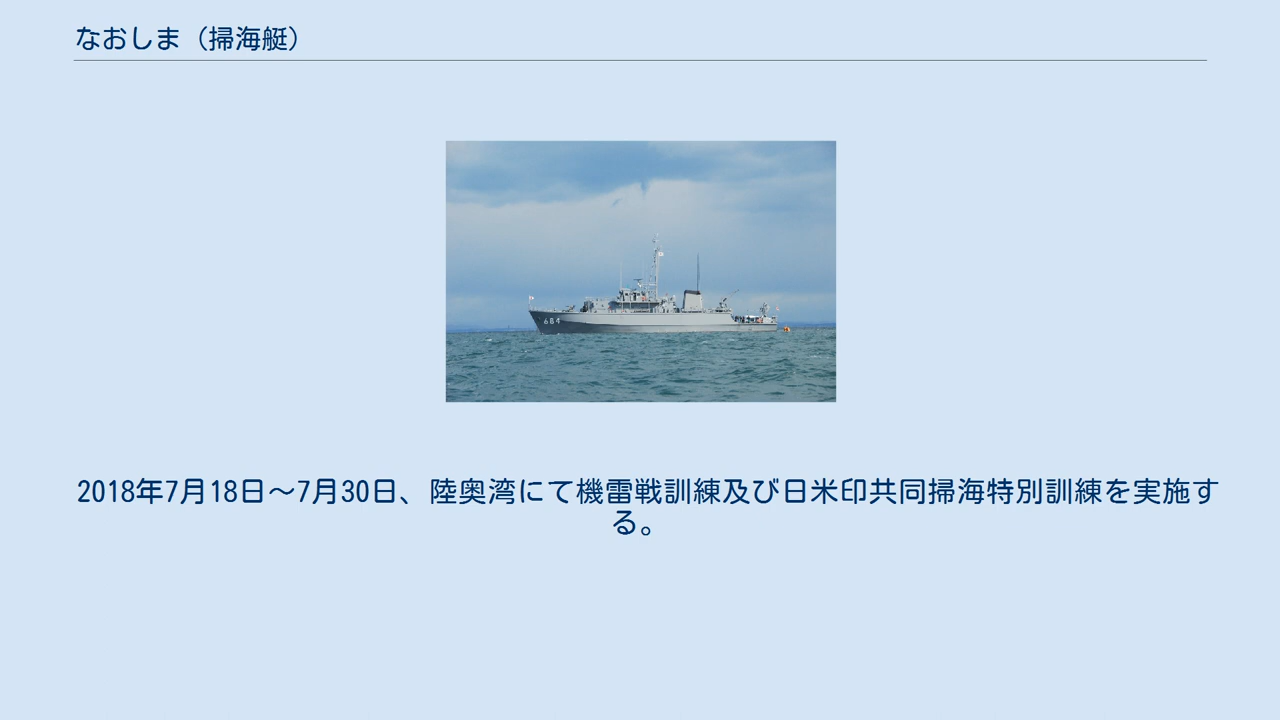 なおしま（掃海艇）
684
2018年7月18日〜7月30日、陸奥湾にて機雷戦訓練及び日米印共同掃海特別訓練を実施す
る。